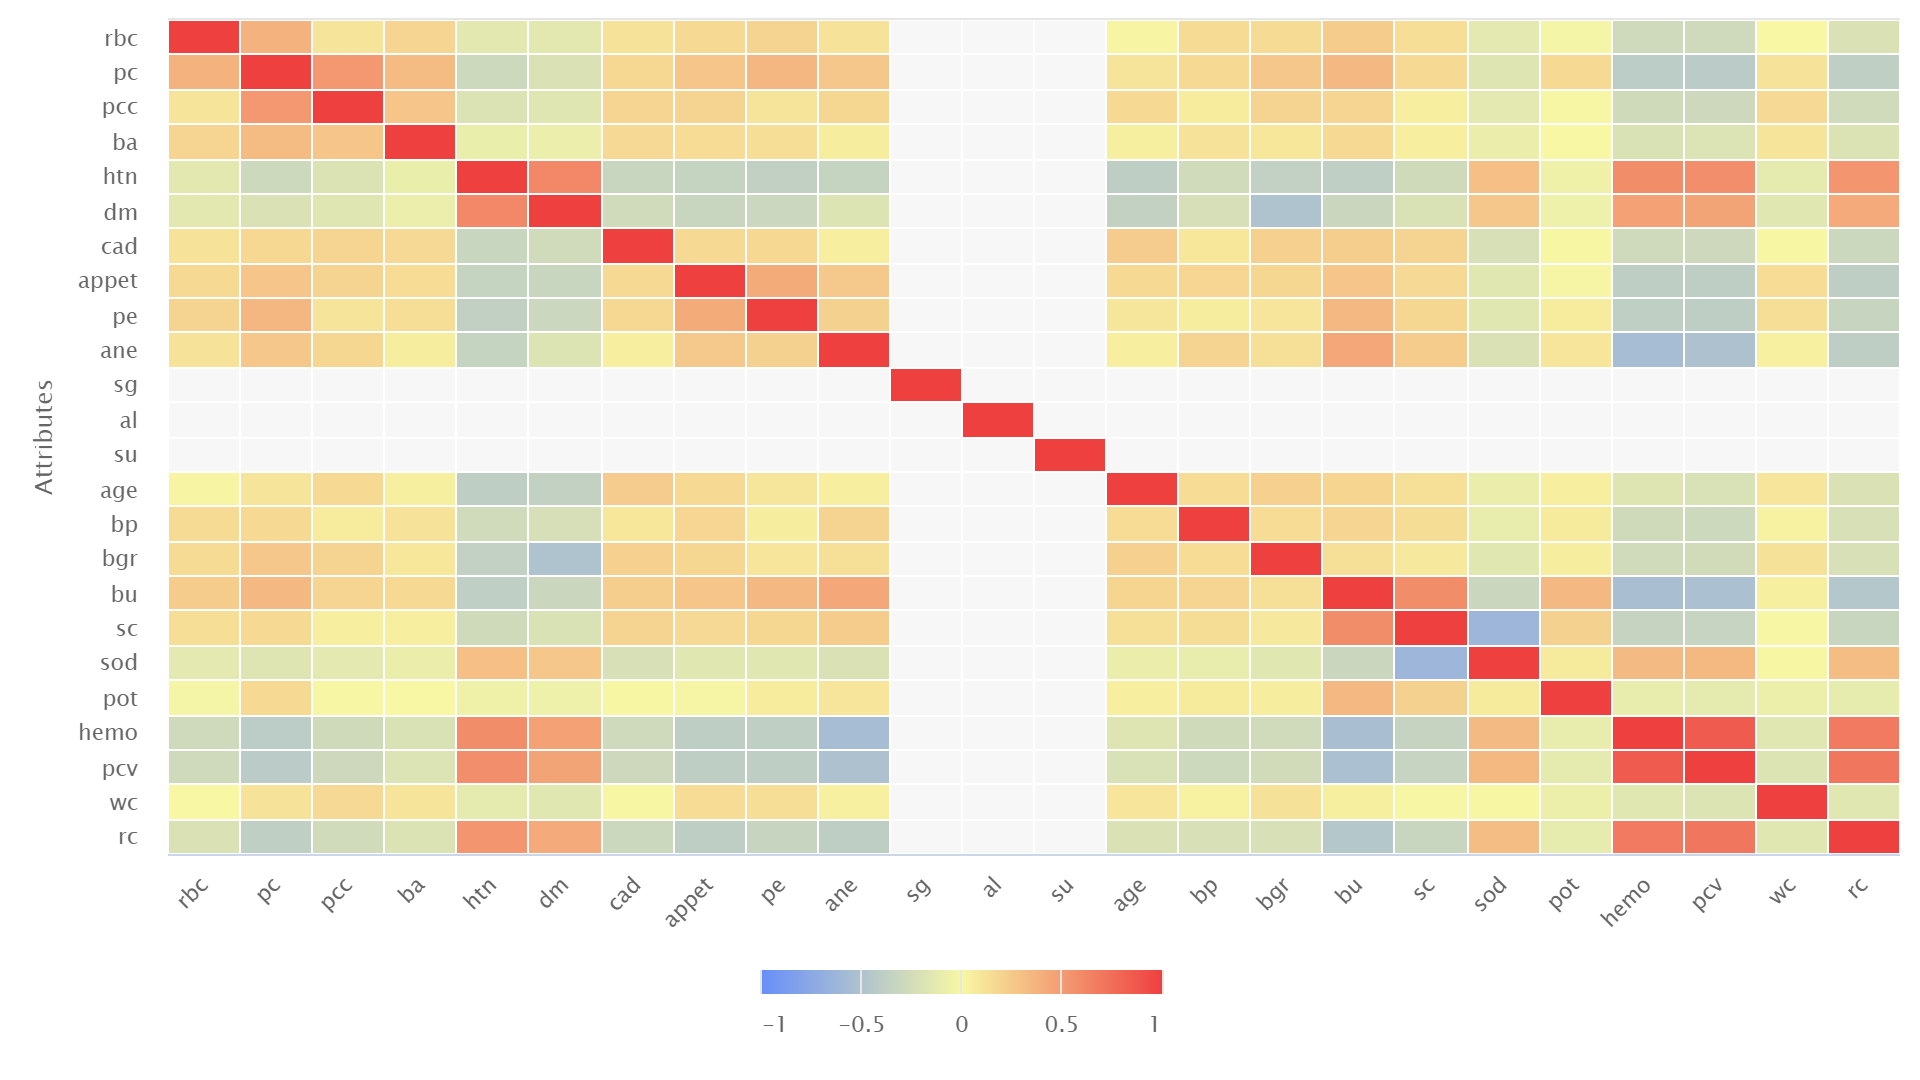 rbc
pc
pcc
ba
htn
dm
cad
appet
pe
ane
sg
al
su
age
bp
bgr
bu
sc
sod
pot
hemo
pcv
wc
rc
Attributes
rbc pc pcc ba htn dm cad appet pe ane sg al su age bp bgr bu sc sod pot hemo pcv wc rc
-1 -0.5 0 0.5 1